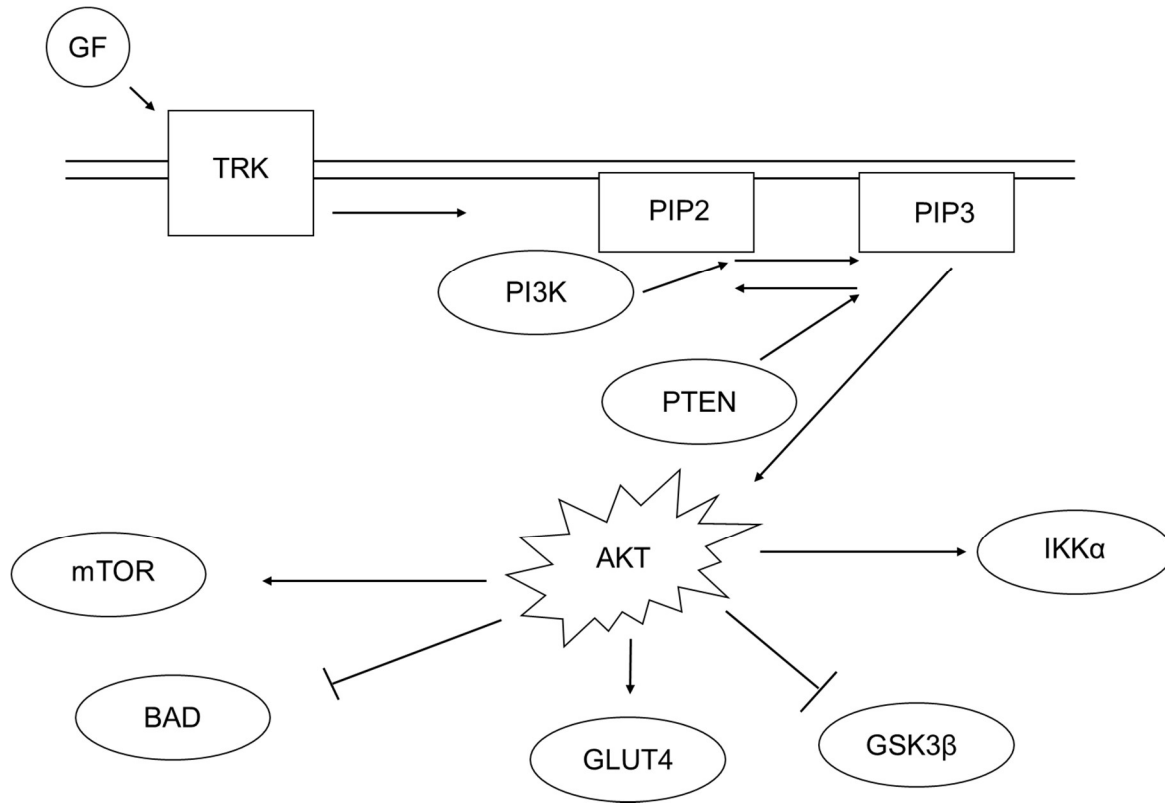 GF
TRK
PIP2
PIP3
PI3K
PTEN
AKT
IKKα
mTOR
BAD
GLUT4
GSK3β